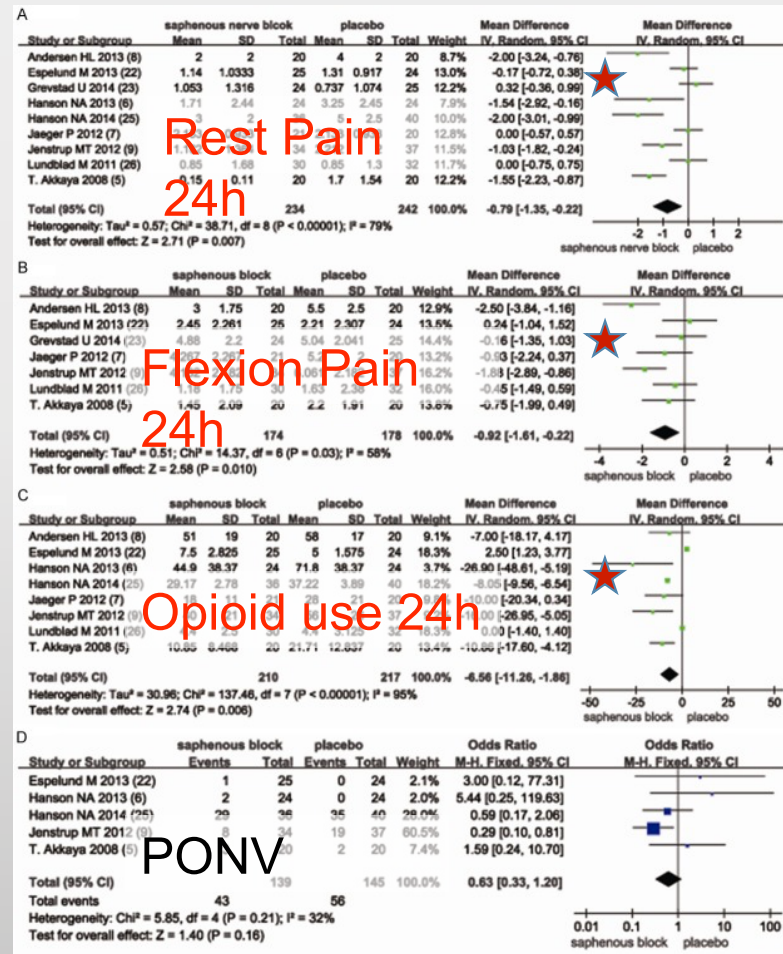 A
saphenous nerve blcok placebo Mean Difference Mean Difference
Study or Subgroup Mean SD Total Mean SD Total Weight IV. Random. 95% CI IV. Random. 95% CI
Andersen HL 2013 (8) 2 2 20 4 2 20 8.7% -2.00 [-3.24, -0.76]
Espelund M 2013 (22) 1.14 1.0333 25 1.31 0.917 24 13.0% -0.17 [-0.72, 0.38]
Grevstad U 2014 (23) 1.053 1.316 24 0.737 1.074 25 12.4% 0.32 [-0.36, 0.99]
Hanson NA 2013 (6) 1.71 2.44 24 3.25 2.45 24 7.9% -1.54 [-2.92, -0.16]
Hanson NA 2014 (25) 2 5 40 -2.00 [-3.01, -0.99]
Jaeger P 2012 (7) 20 12.8% 0.00 [-0.57, 0.57]
Jenstrup MT 2012 (9) 34 37 -1.03 [-1.82, -0.24]
Lundblad M 2011 (26) 0.85 1.68 30 0.85 1.3 32 11.7% 0.00 [-0.75, 0.75]
T. Akkaya 2008 (5) 0.15 0.11 20 1.7 1.54 20 12.2% -1.55 [-2.23, -0.87]
Rest Pain
24h
Total (95% CI) 234 242 100.0% -0.79 [-1.35, -0.22]
Heterogeneity: Tau² = 0.57; Chi² = 38.71, df = 8 (P < 0.00001); I² = 79%
Test for overall effect: Z = 2.71 (P = 0.007)
-2 -1 0 1 2
saphenous nerve block placebo
B
saphenous block placebo Mean Difference Mean Difference
Study or Subgroup Mean SD Total Mean SD Total Weight IV. Random. 95% CI IV. Random. 95% CI
Andersen HL 2013 (8) 3 1.75 20 5.5 2.5 20 12.9% -2.50 [-3.84, -1.16]
Espelund M 2013 (22) 2.45 2.261 25 2.21 2.307 24 13.5% 0.24 [-1.04, 1.52]
Grevstad U 2014 (23) 4.88 2.2 24 5.04 2.041 25 14.4% -0.16 [-1.35, 1.03]
Jaeger P 2012 (7) 13.2% -0.93 [-2.24, 0.37]
Jenstrup MT 2012 (9) -1.88 [-2.89, -0.86]
Lundblad M 2011 (26) 1.18 1.75 30 1.63 2.38 32 -0.45 [-1.49, 0.59]
T. Akkaya 2008 (5) 1.45 2.09 20 2.2 1.91 20 13.8% -0.75 [-1.99, 0.49]
Flexion Pain
24h
Total (95% CI) 174 178 100.0% -0.92 [-1.61, -0.22]
Heterogeneity: Tau² = 0.51; Chi² = 14.37, df = 6 (P = 0.03); I² = 58%
Test for overall effect: Z = 2.58 (P = 0.010)
-4 -2 0 2 4
saphenous block placebo
C
saphenous block placebo Mean Difference Mean Difference
Study or Subgroup Mean SD Total Mean SD Total Weight IV. Random. 95% CI IV. Random. 95% CI
Andersen HL 2013 (8) 51 19 20 58 17 20 9.1% -7.00 [-18.17, 4.17]
Espelund M 2013 (22) 7.5 2.825 25 5 1.575 24 18.3% 2.50 [1.23, 3.77]
Hanson NA 2013 (6) 44.9 38.37 24 71.8 38.37 24 3.7% -26.90 [-48.61, -5.19]
Hanson NA 2014 (25) 29.17 2.78 36 37.22 3.89 40 18.2% -8.05 [-9.56, -6.54]
Jaeger P 2012 (7) -10.00 [-20.34, 0.34]
Jenstrup MT 2012 (9) 37 [-26.95, -5.05]
Lundblad M 2011 (26) 30 4.4 3.125 32 18.3% 0.00 [-1.40, 1.40]
T. Akkaya 2008 (5) 10.85 8.468 20 21.71 12.837 20 13.4% -10.86 [-17.60, -4.12]
Opioid use 24h
Total (95% CI) 210 217 100.0% -6.56 [-11.26, -1.86]
Heterogeneity: Tau² = 30.96; Chi² = 137.46, df = 7 (P < 0.00001); I² = 95%
Test for overall effect: Z = 2.74 (P = 0.006)
-50 -25 0 25 50
saphenous block placebo
D
saphenous block placebo Odds Ratio Odds Ratio
Study or Subgroup Events Total Events Total Weight M-H. Fixed. 95% CI M-H. Fixed. 95% CI
Espelund M 2013 (22) 1 25 0 24 2.1% 3.00 [0.12, 77.31]
Hanson NA 2013 (6) 2 24 0 24 2.0% 5.44 [0.25, 119.63]
Hanson NA 2014 (25) 29 36 35 40 28.0% 0.59 [0.17, 2.06]
Jenstrup MT 2012 (9) 8 34 19 37 60.5% 0.29 [0.10, 0.81]
T. Akkaya 2008 (5) 20 2 20 7.4% 1.59 [0.24, 10.70]
PONV
Total (95% CI) 139 145 100.0% 0.63 [0.33, 1.20]
Total events 43 56
Heterogeneity: Chi² = 5.85, df = 4 (P = 0.21); I² = 32%
Test for overall effect: Z = 1.40 (P = 0.16)
0.01 0.1 1 10 100
saphenous block placebo